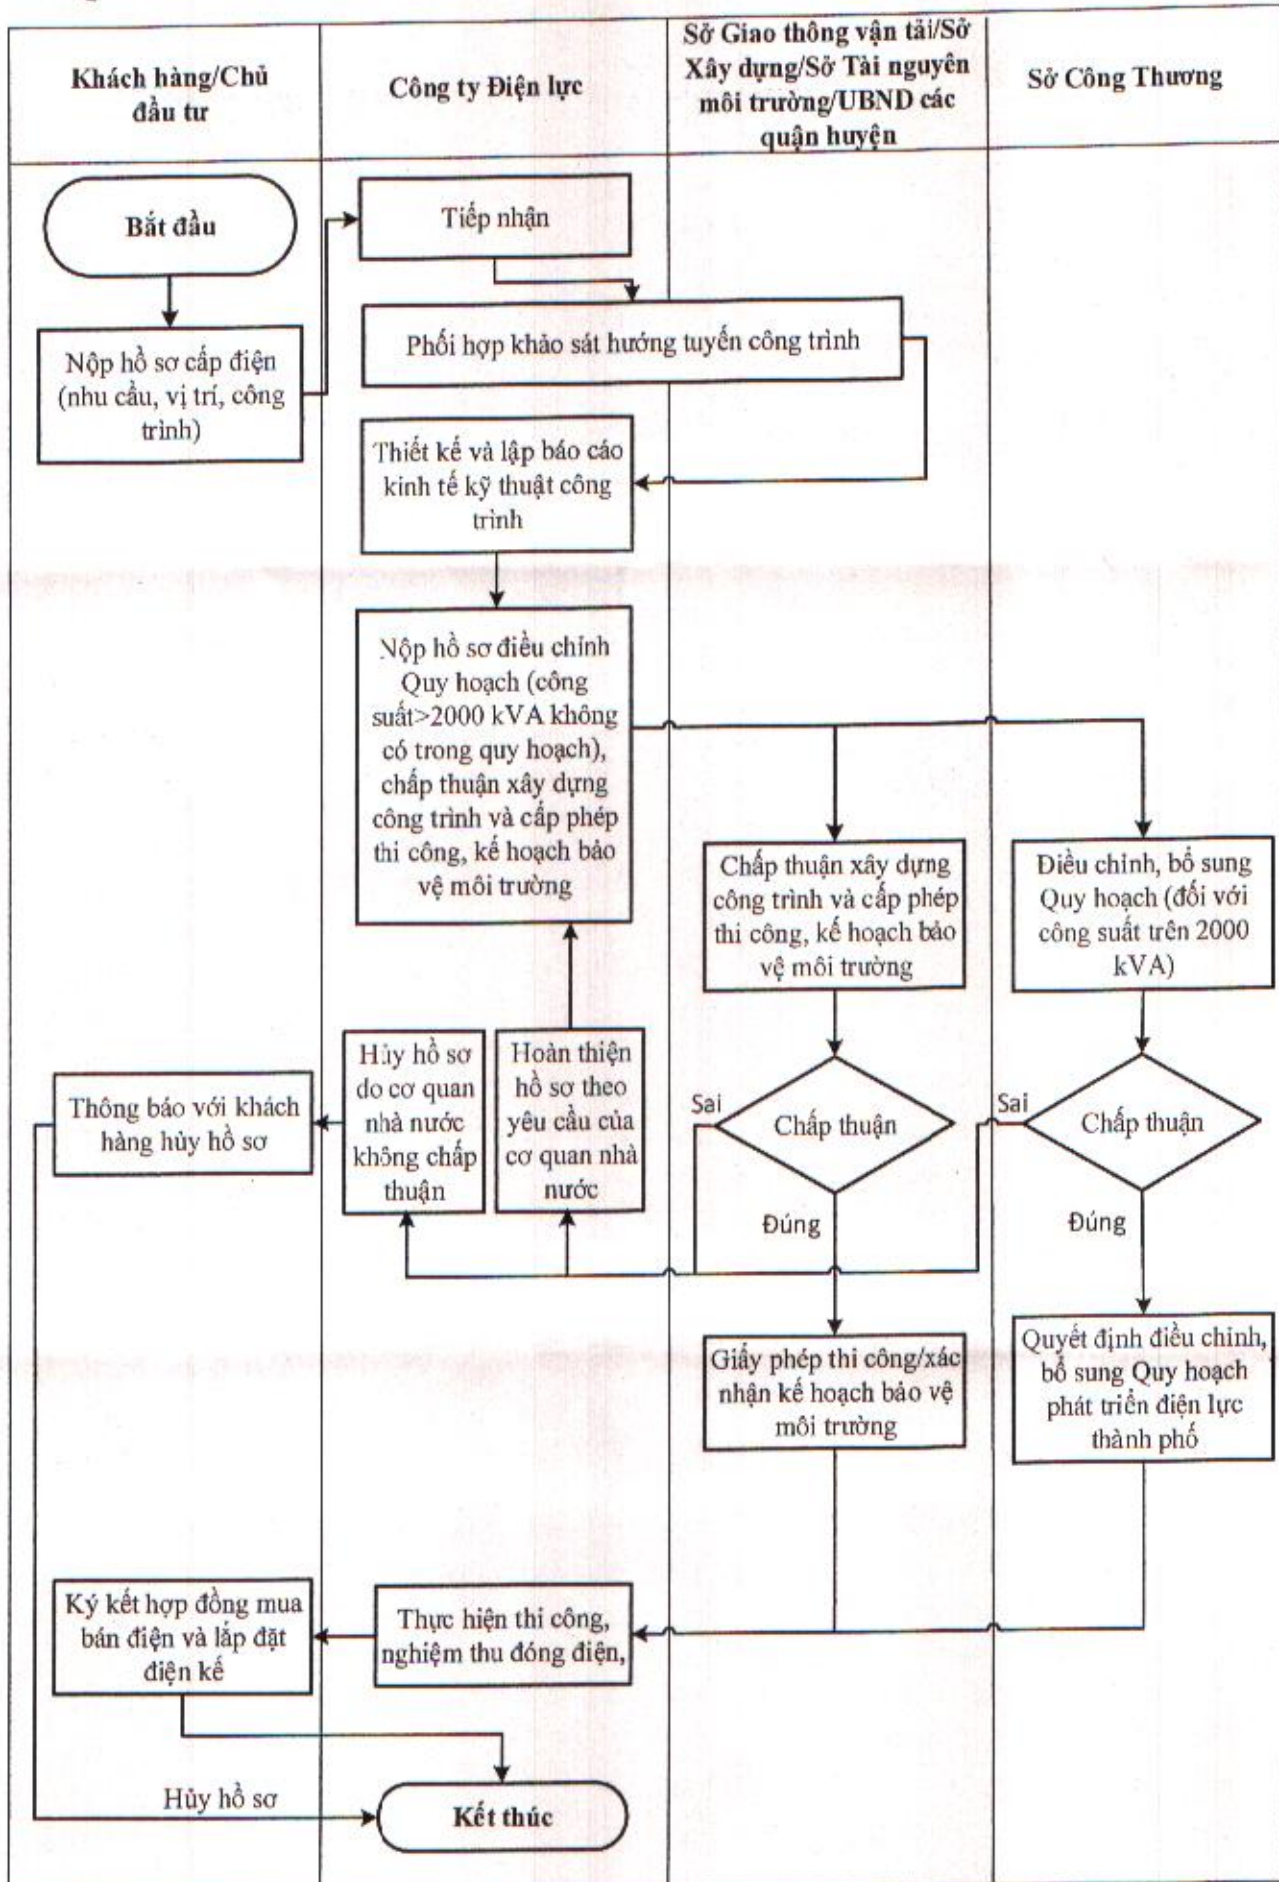 Khách hàng/Chủ
đầu tư
Công ty Điện lực
Sở Giao thông vận tải/Sở
Xây dựng/Sở Tài nguyên
môi trường/UBND các
quận huyện
Sở Công Thương
Bắt đầu
Tiếp nhận
Nộp hồ sơ cấp điện
(nhu cầu, vị trí, công
trình)
Phối hợp khảo sát hướng tuyến công trình
Thiết kế và lập báo cáo
kinh tế kỹ thuật công
trình
Nộp hồ sơ điều chỉnh
Quy hoạch (công
suất>2000 kVA không
có trong quy hoạch),
chấp thuận xây dựng
công trình và cấp phép
thi công, kế hoạch bảo
vệ môi trường
Chấp thuận xây dựng
công trình và cấp phép
thi công, kế hoạch bảo
vệ môi trường
Điều chỉnh, bổ sung
Quy hoạch (đối với
công suất trên 2000
kVA)
Thông báo với khách
hàng hủy hồ sơ
Hủy hồ sơ
do cơ quan
nhà nước
không chấp
thuận
Hoàn thiện
hồ sơ theo
yêu cầu của
cơ quan nhà
nước
Sai
Chấp thuận
Sai
Chấp thuận
Đúng
Đúng
Giấy phép thi công/xác
nhận kế hoạch bảo vệ
môi trường
Quyết định điều chỉnh,
bổ sung Quy hoạch
phát triển điện lực
thành phố
Ký kết hợp đồng mua
bán điện và lắp đặt
điện kế
Thực hiện thi công,
nghiệm thu đóng điện,
Hủy hồ sơ
Kết thúc